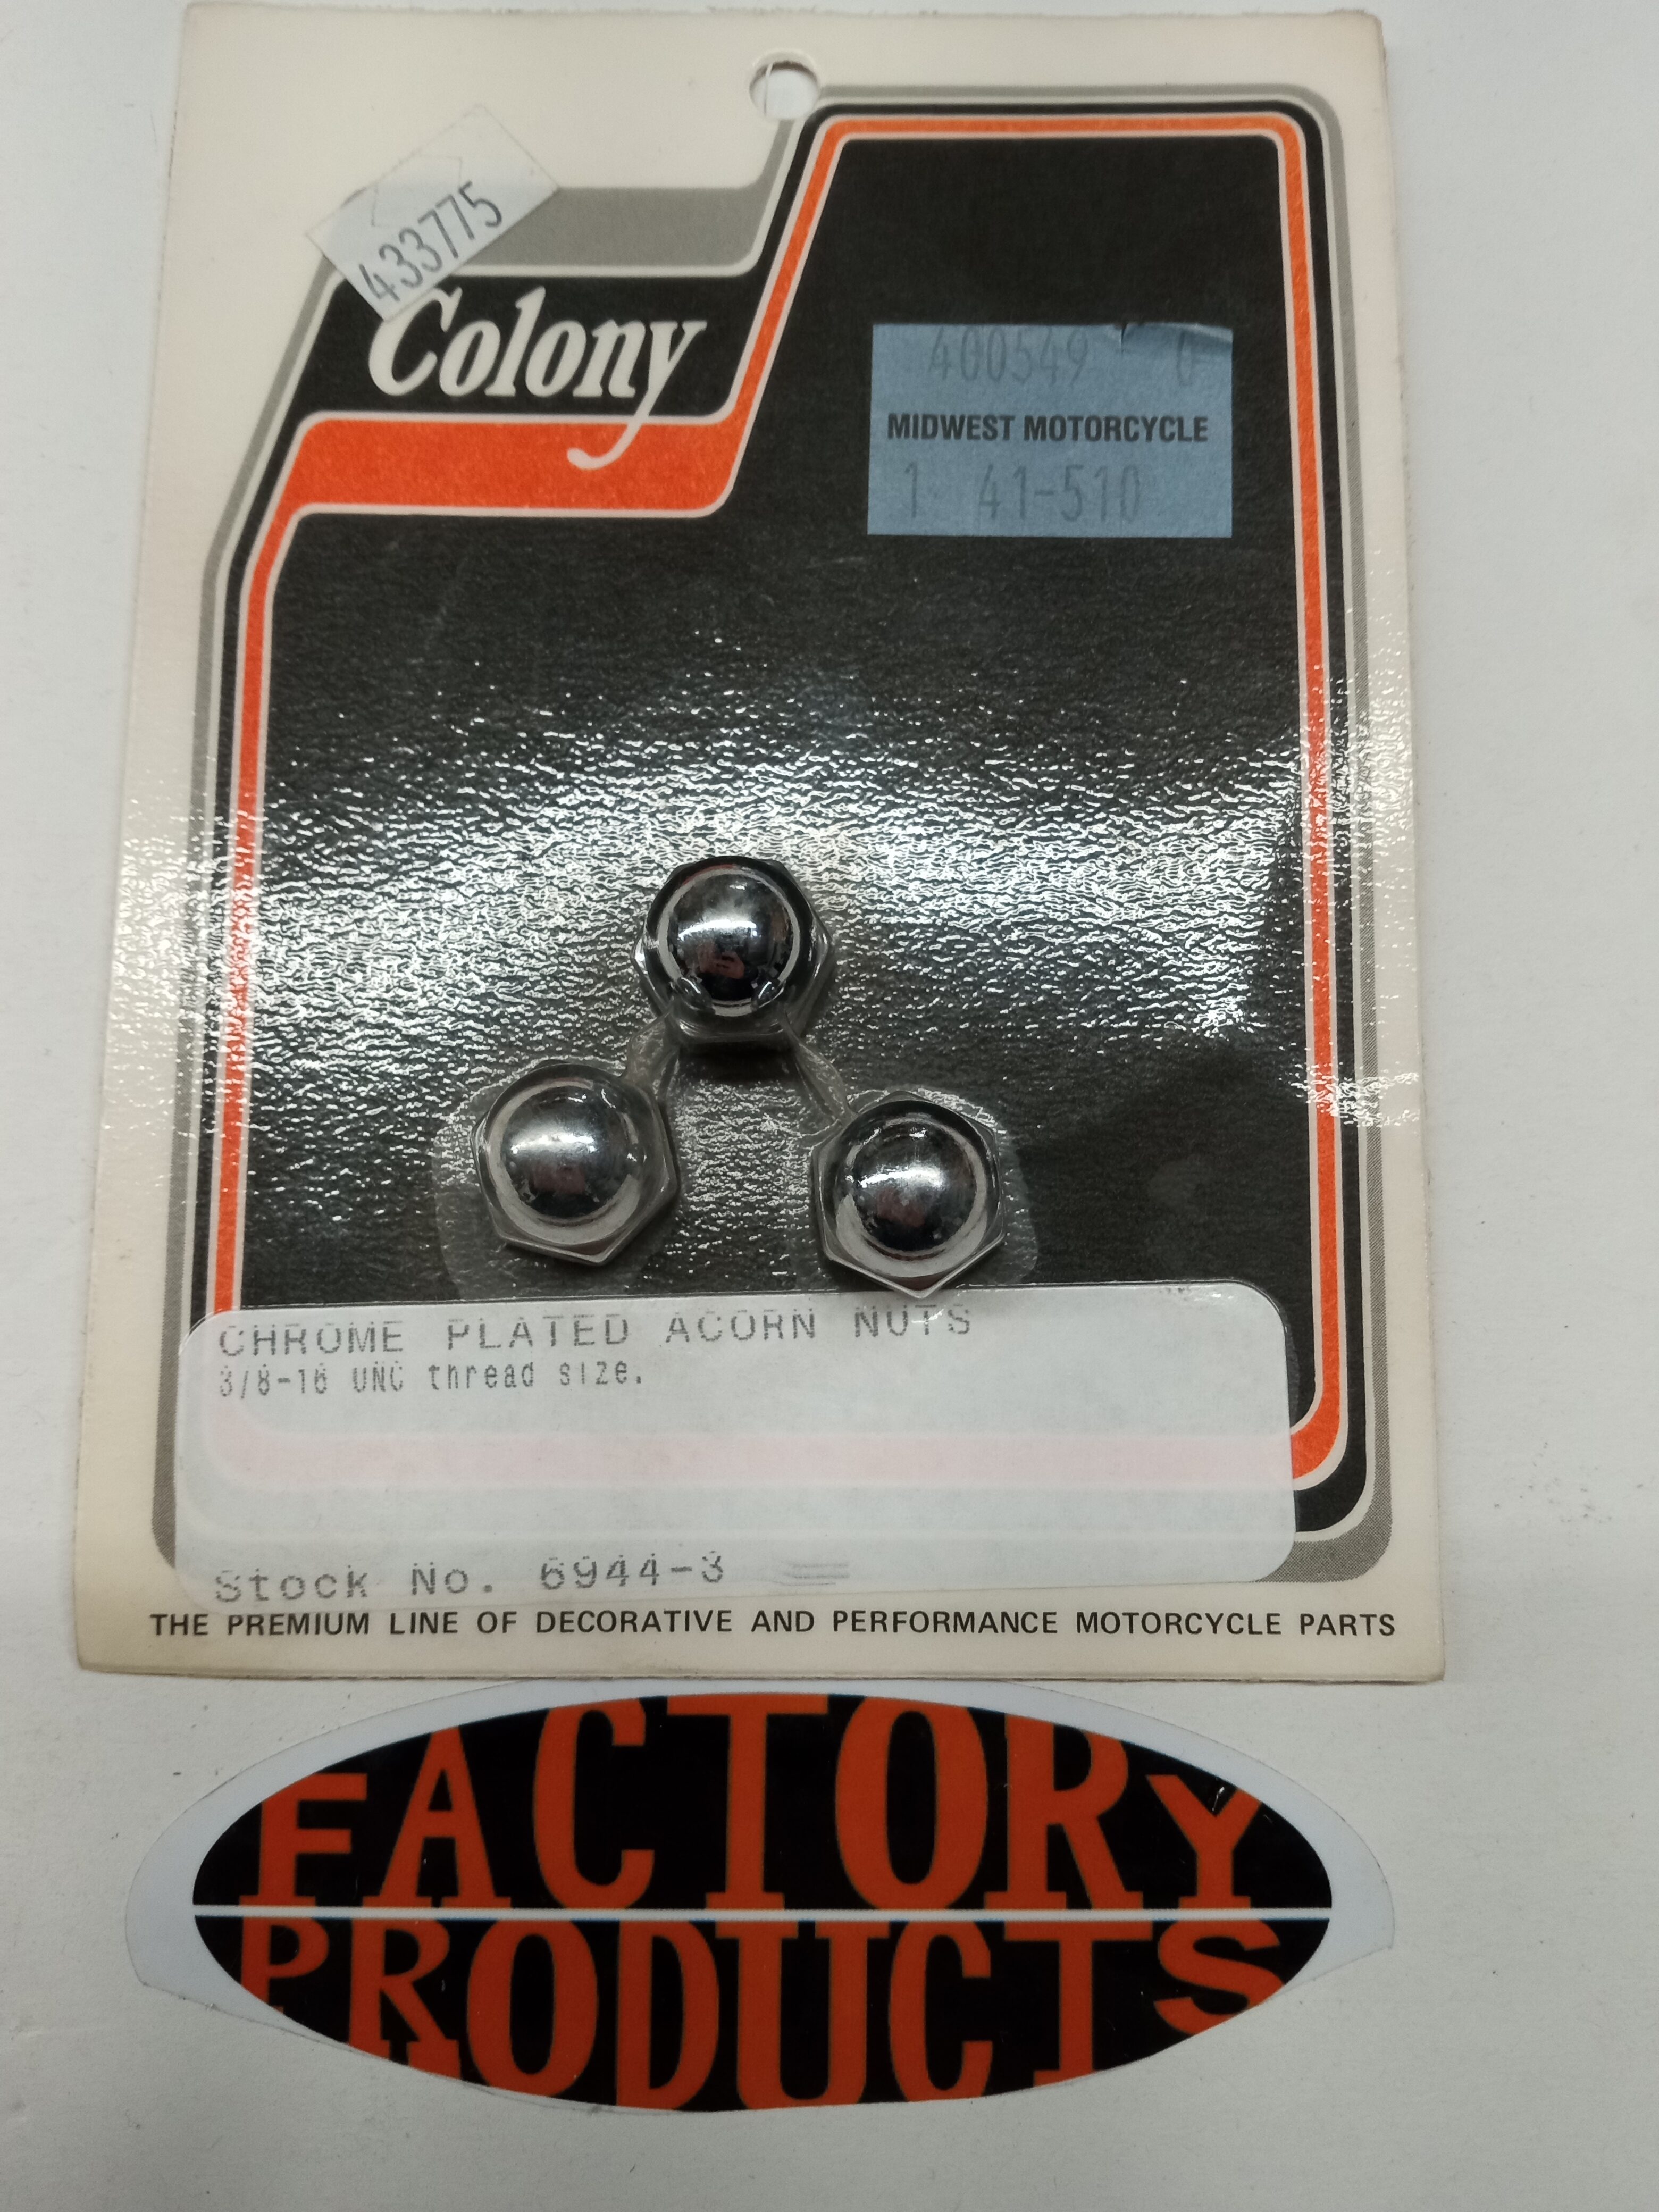 433775
Colony
400549 0
MIDWEST MOTORCYCLE
1 41-510
CHROME PLATED ACORN NUTS
3/8-16 UNC thread size.
Stock No. 6944-3
THE PREMIUM LINE OF DECORATIVE AND PERFORMANCE MOTORCYCLE PARTS
FACTORY
PRODUCTS